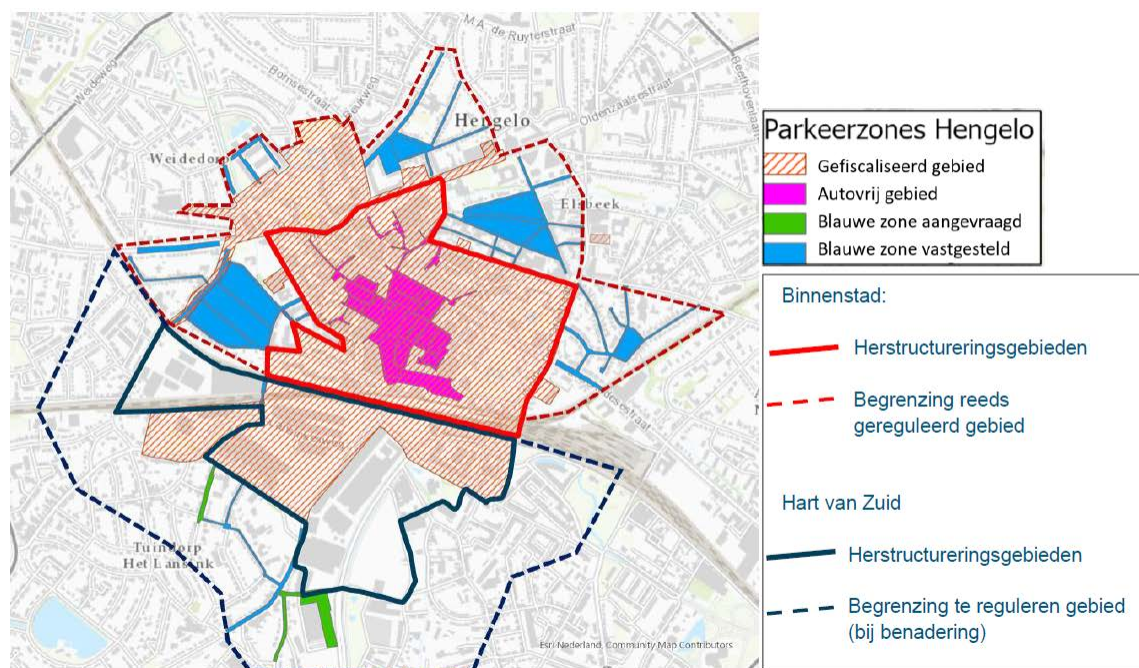 M.A. de Ruyterstraat
Weideweg
Bornsestraat
Hengelo
Oldenzaalsestraat
Beethovenlaan
Weidedorp
Elsbeek
Tuindorp
Het Lansink
Esri Nederland, Community Map Contributors
Parkeerzones Hengelo
Gefiscaliseerd gebied
Autovrij gebied
Blauwe zone aangevraagd
Blauwe zone vastgesteld
Binnenstad:
Herstructureringsgebieden
Begrenzing reeds
gereguleerd gebied
Hart van Zuid
Herstructureringsgebieden
Begrenzing te reguleren gebied
(bij benadering)